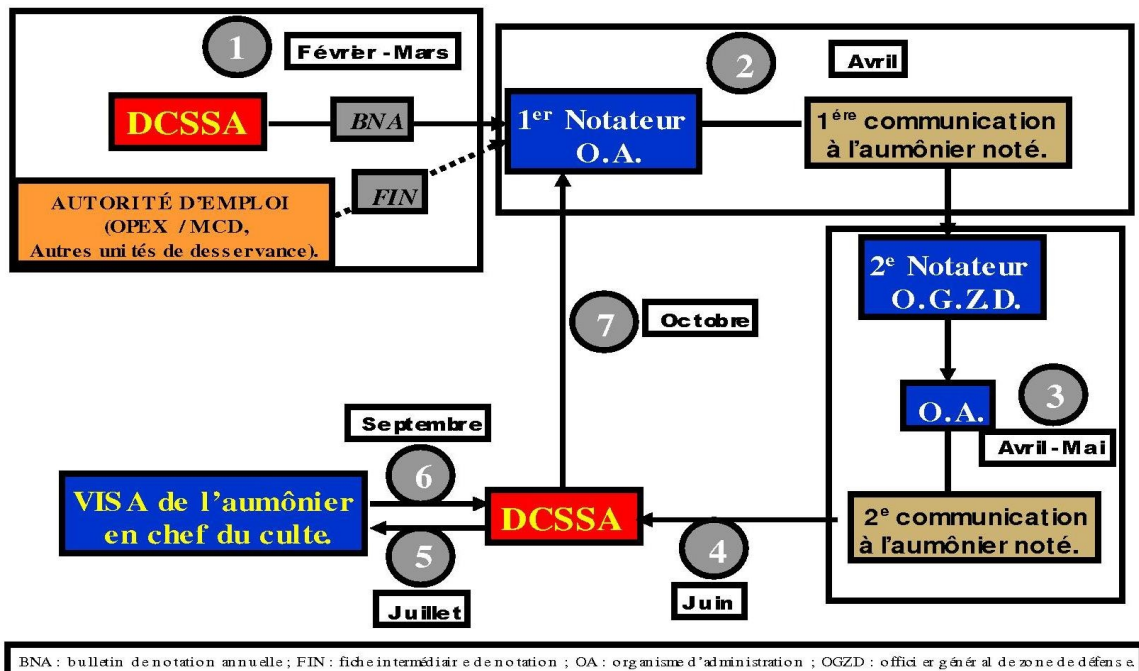 1
Février - Mars
DCSSA
BNA
FIN
AUTORITÉ D'EMPLOI
(OPEX / MCD,
Autres unités de desservance).
2
Avril
1er Notateur
O.A.
1ére communication
à l'aumônier noté.
2e Notateur
O.G.Z.D.
O.A.
3
Avril - Mai
2e communication
à l'aumônier noté.
7
Octobre
Septembre
6
VISA de l'aumônier
en chef du culte.
DCSSA
5
Juillet
4
Juin
BNA : bulletin de notation annuelle ; FIN : fiche intermédiaire de notation ; OA : organisme d'administration ; OGZD : officier général de zone de défense.